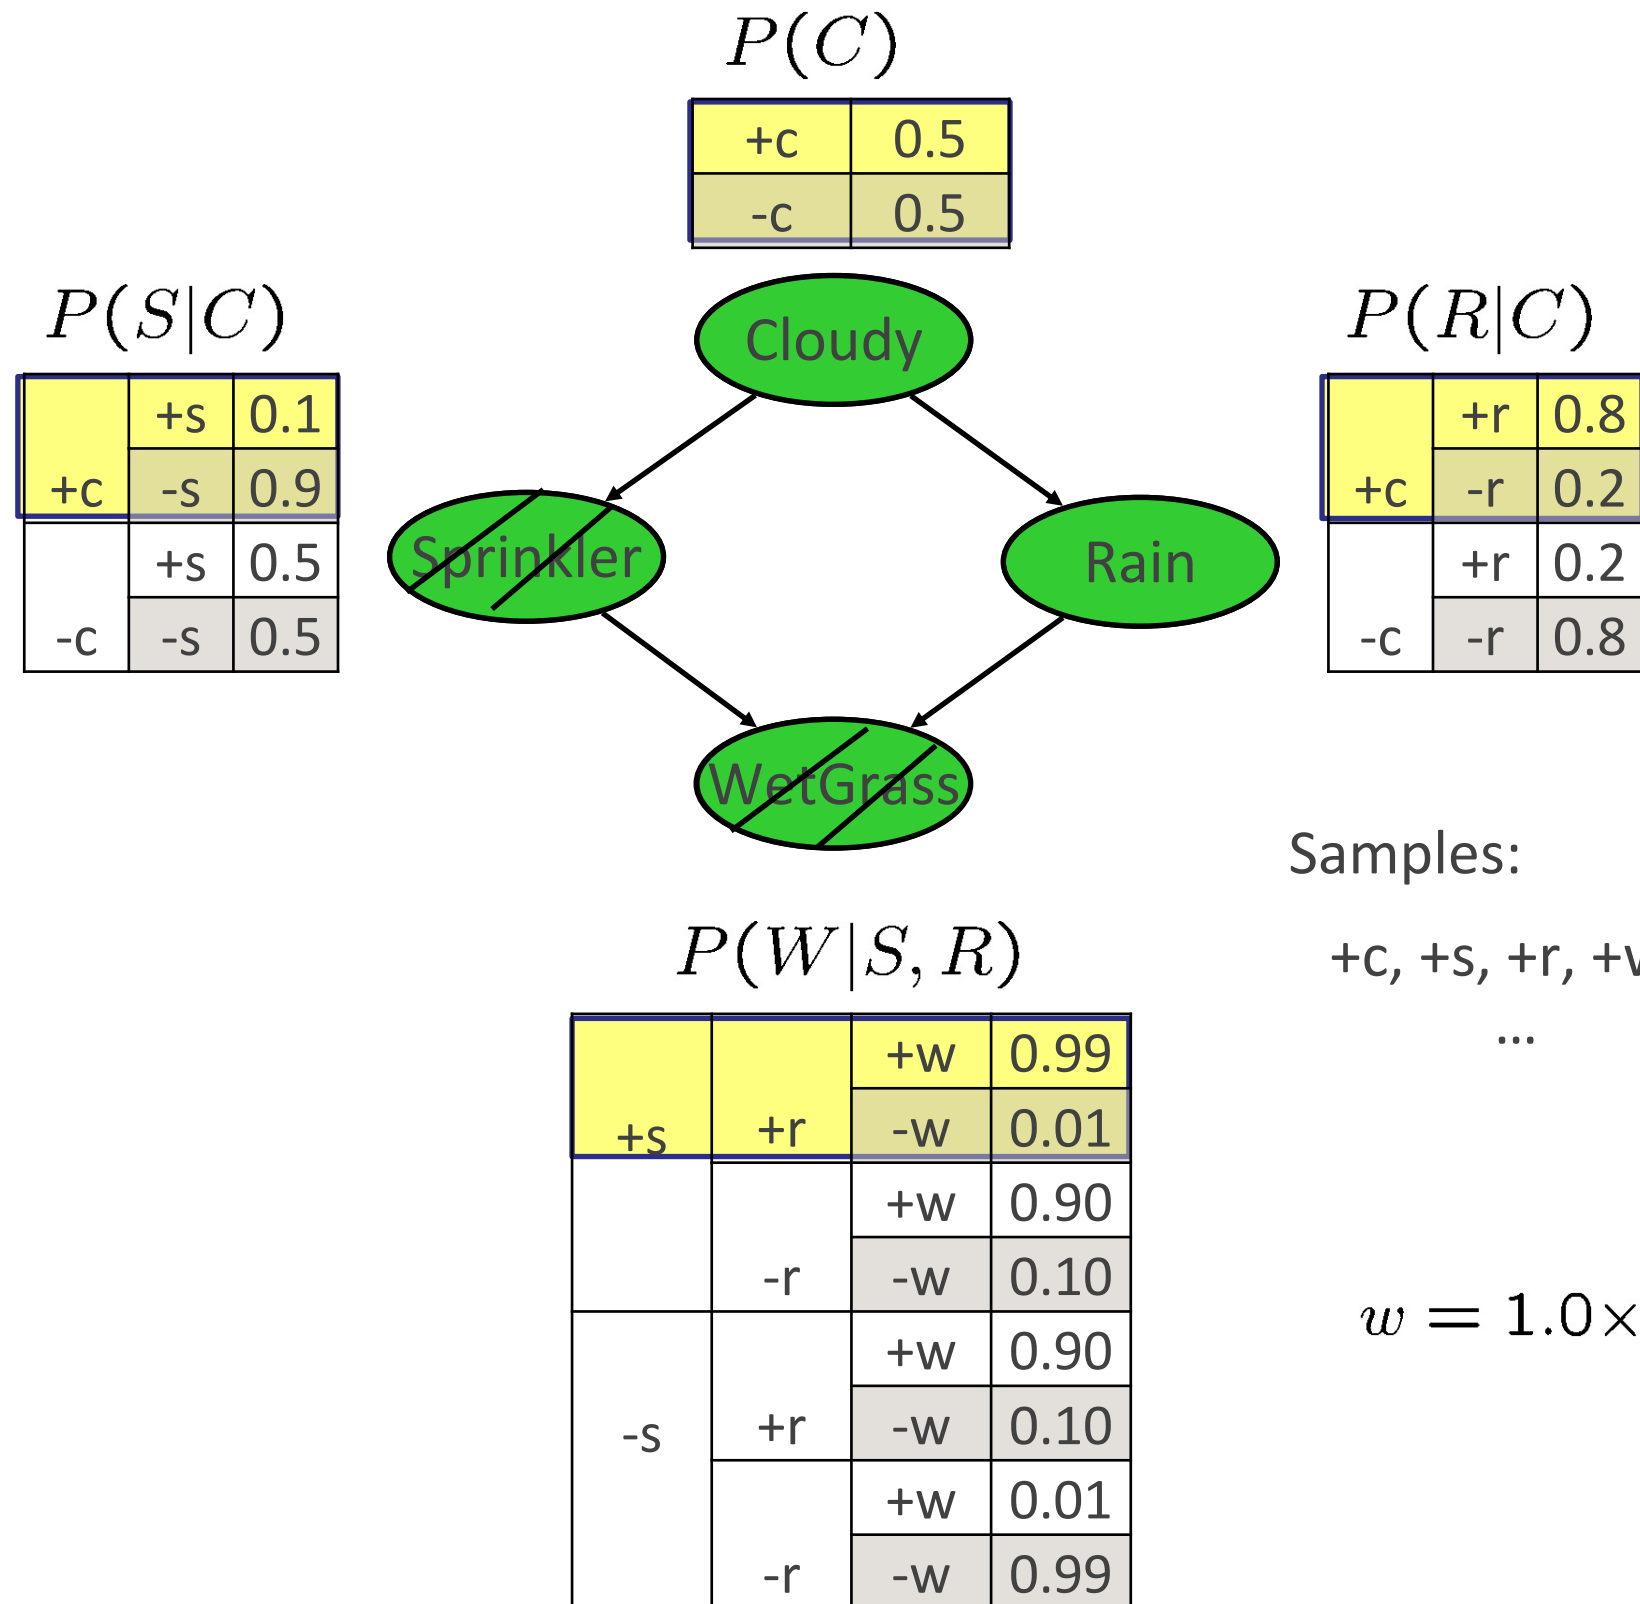 P(C)
+c 0.5
-c 0.5
P(S|C)
+s 0.1
+c -s 0.9
+s 0.5
-c -s 0.5
Cloudy
P(R|C)
+r 0.8
+c -r 0.2
+r 0.2
-c -r 0.8
Sprinkler
Rain
WetGrass
Samples:
+c, +s, +r, +w
...
P(W|S, R)
+w 0.99
+s +r -w 0.01
+w 0.90
-r -w 0.10
+w 0.90
-s +r -w 0.10
+w 0.01
-r -w 0.99
w = 1.0×